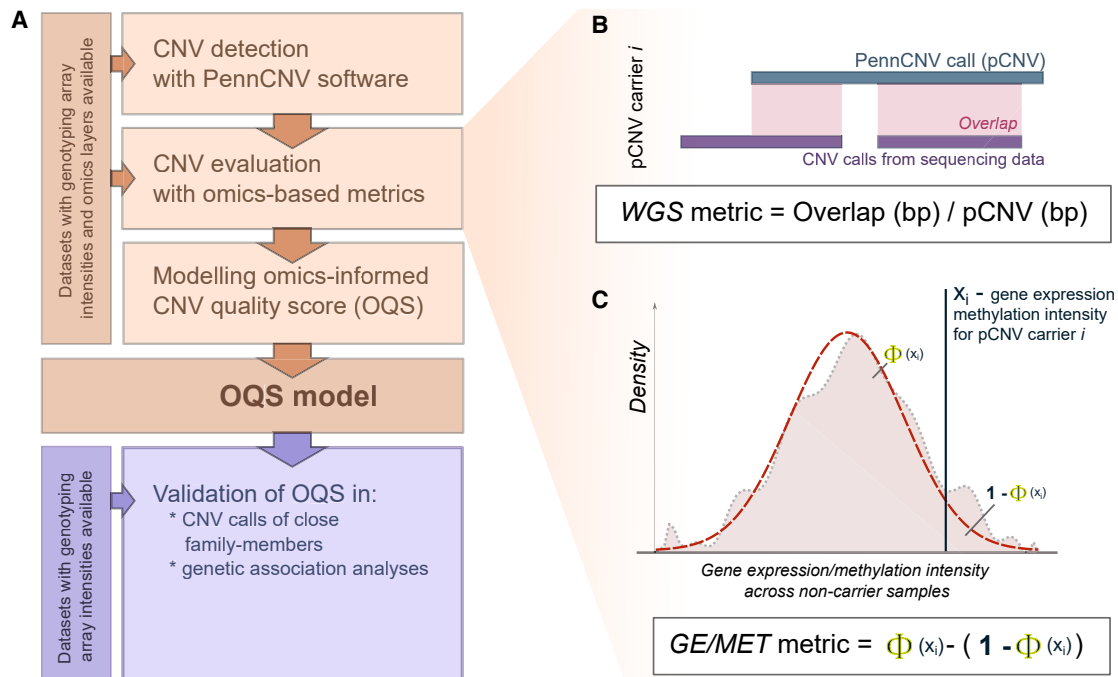 A
Datasets with genotyping array
intensities and omics layers available
CNV detection
with PennCNV software
CNV evaluation
with omics-based metrics
Modelling omics-informed
CNV quality score (OQS)
OQS model
Datasets with genotyping
array intensities available
Validation of OQS in:
* CNV calls of close
family-members
* genetic association analyses
B
pCNV carrier i
PennCNV call (pCNV)
Overlap
CNV calls from sequencing data
WGS metric = Overlap (bp) / pCNV (bp)
C
Density
Xi - gene expression
methylation intensity
for pCNV carrier i
Φ (xi)
1 - Φ (xi)
Gene expression/methylation intensity
across non-carrier samples
GE/MET metric = Φ (xi) - ( 1 - Φ (xi) )